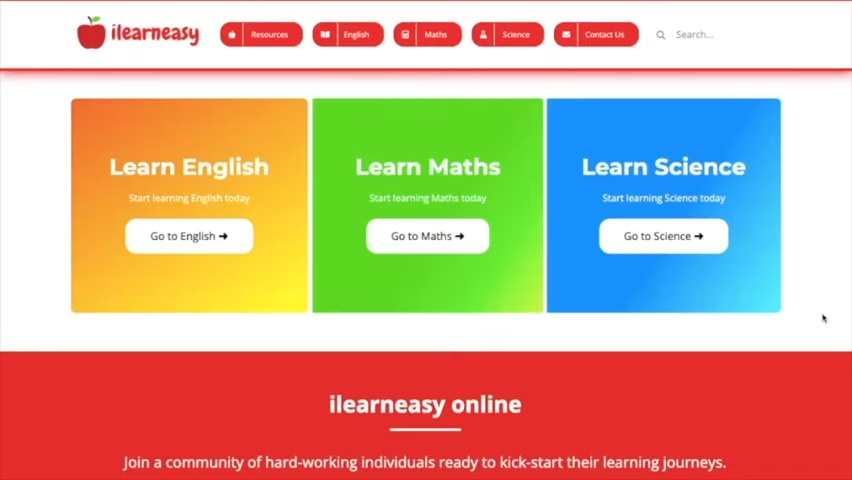 ilearneasy
Resources
English
Maths
Science
Contact Us
Search...
Learn English
Start learning English today
Go to English ➜
Learn Maths
Start learning Maths today
Go to Maths ➜
Learn Science
Start learning Science today
Go to Science ➜
ilearneasy online
Join a community of hard-working individuals ready to kick-start their learning journeys.